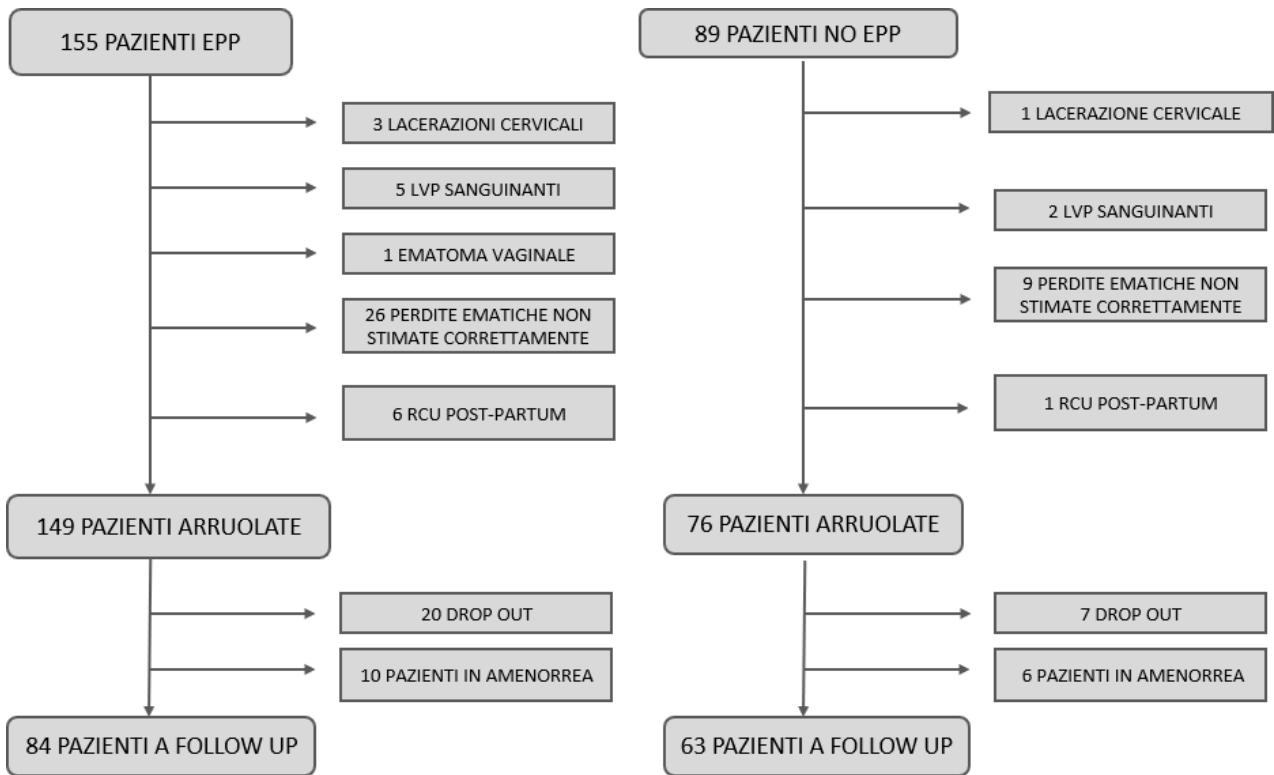 155 PAZIENTI EPP
3 LACERAZIONI CERVICALI
5 LVP SANGUINANTI
1 EMATOMA VAGINALE
26 PERDITE EMATICHE NON
STIMATE CORRETTAMENTE
6 RCU POST-PARTUM
149 PAZIENTI ARRUOLATE
20 DROP OUT
10 PAZIENTI IN AMENORREA
84 PAZIENTI A FOLLOW UP
89 PAZIENTI NO EPP
1 LACERAZIONE CERVICALE
2 LVP SANGUINANTI
9 PERDITE EMATICHE NON
STIMATE CORRETTAMENTE
1 RCU POST-PARTUM
76 PAZIENTI ARRUOLATE
7 DROP OUT
6 PAZIENTI IN AMENORREA
63 PAZIENTI A FOLLOW UP